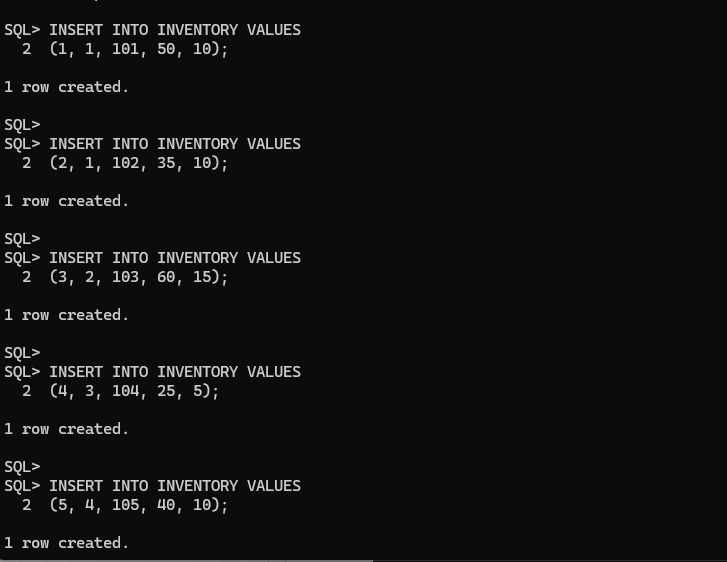 SQL> INSERT INTO INVENTORY VALUES
  2  (1, 1, 101, 50, 10);
1 row created.
SQL>
SQL> INSERT INTO INVENTORY VALUES
  2  (2, 1, 102, 35, 10);
1 row created.
SQL>
SQL> INSERT INTO INVENTORY VALUES
  2  (3, 2, 103, 60, 15);
1 row created.
SQL>
SQL> INSERT INTO INVENTORY VALUES
  2  (4, 3, 104, 25, 5);
1 row created.
SQL>
SQL> INSERT INTO INVENTORY VALUES
  2  (5, 4, 105, 40, 10);
1 row created.